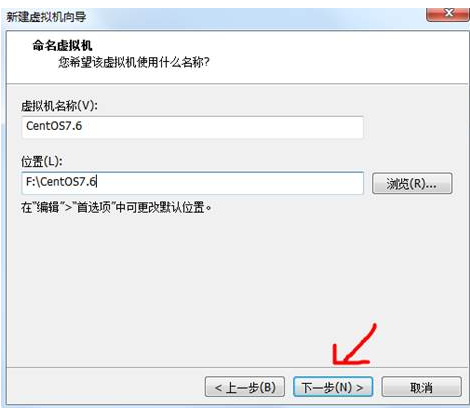 新建虚拟机向导
命名虚拟机
您希望该虚拟机使用什么名称?
虚拟机名称(V):
CentOS7.6
位置(L):
F:\CentOS7.6
浏览(R)...
在"编辑">"首选项"中可更改默认位置。
< 上一步(B) 下一步(N) > 取消